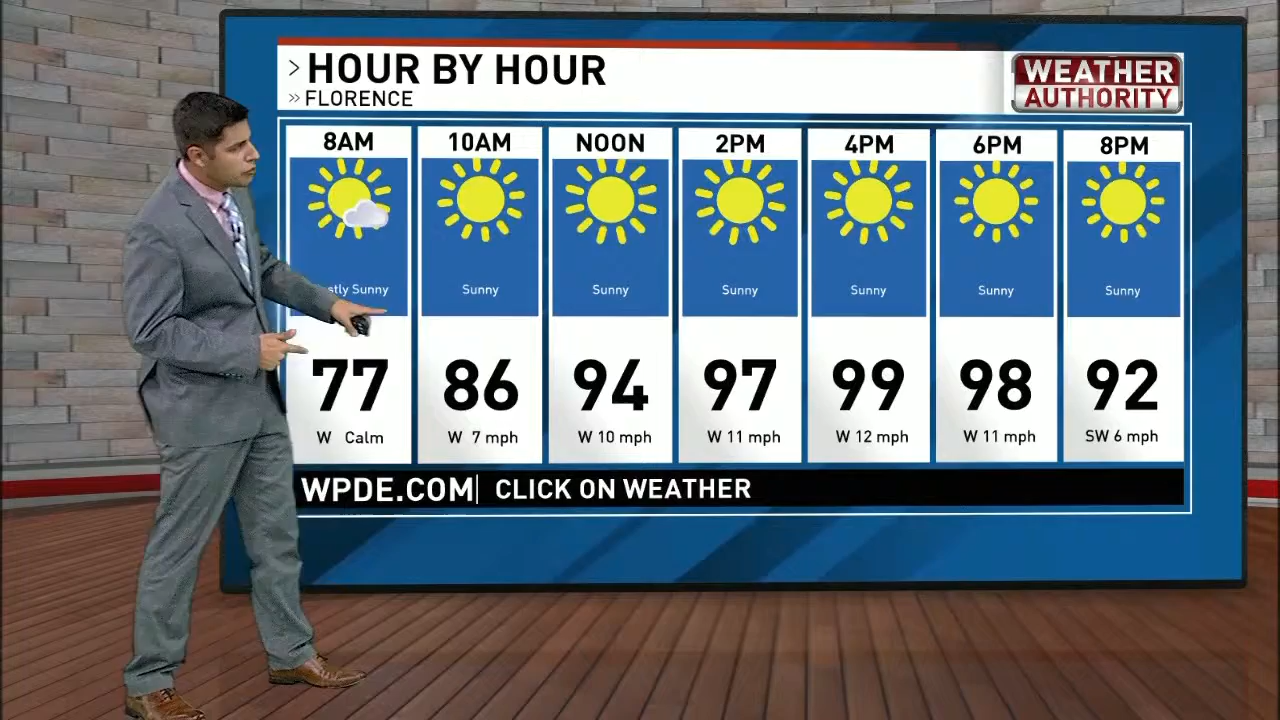 > HOUR BY HOUR
» FLORENCE
WEATHER
AUTHORITY
8AM 10AM NOON 2PM 4PM 6PM 8PM
Sunny Sunny Sunny Sunny Sunny Sunny Sunny
77 86 94 97 99 98 92
W Calm W 7 mph W 10 mph W 11 mph W 12 mph W 11 mph SW 6 mph
WPDE.COM| CLICK ON WEATHER